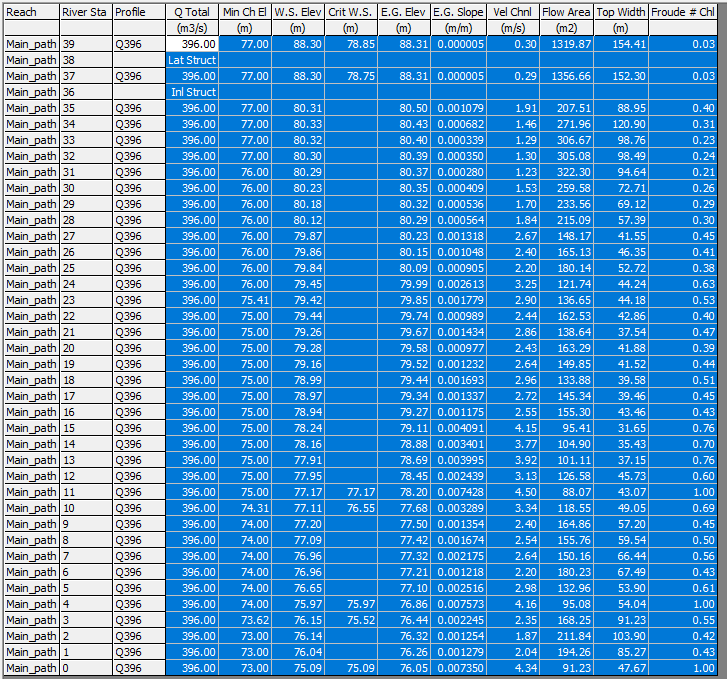 Reach River Sta Profile Q Total Min Ch El W.S. Elev Crit W.S. E.G. Elev E.G. Slope Vel Chnl Flow Area Top Width Froude # Chl
(m3/s) (m) (m) (m) (m) (m/m) (m/s) (m2) (m)
Main_path 39 Q396 396.00 77.00 88.30 78.85 88.31 0.000005 0.30 1319.87 154.41 0.03
Main_path 38 Lat Struct
Main_path 37 Q396 396.00 77.00 88.30 78.75 88.31 0.000005 0.29 1356.66 152.30 0.03
Main_path 36 Inl Struct
Main_path 35 Q396 396.00 77.00 80.31 80.50 0.001079 1.91 207.51 88.95 0.40
Main_path 34 Q396 396.00 77.00 80.33 80.43 0.000682 1.46 271.96 120.90 0.31
Main_path 33 Q396 396.00 77.00 80.32 80.40 0.000339 1.29 306.67 98.76 0.23
Main_path 32 Q396 396.00 77.00 80.30 80.39 0.000350 1.30 305.08 98.49 0.24
Main_path 31 Q396 396.00 76.00 80.29 80.37 0.000280 1.23 322.30 94.64 0.21
Main_path 30 Q396 396.00 76.00 80.23 80.35 0.000409 1.53 259.58 72.71 0.26
Main_path 29 Q396 396.00 76.00 80.18 80.32 0.000536 1.70 233.56 69.12 0.29
Main_path 28 Q396 396.00 76.00 80.12 80.29 0.000564 1.84 215.09 57.39 0.30
Main_path 27 Q396 396.00 76.00 79.87 80.23 0.001318 2.67 148.17 41.55 0.45
Main_path 26 Q396 396.00 76.00 79.86 80.15 0.001048 2.40 165.13 46.35 0.41
Main_path 25 Q396 396.00 76.00 79.84 80.09 0.000905 2.20 180.14 52.72 0.38
Main_path 24 Q396 396.00 76.00 79.45 79.99 0.002613 3.25 121.74 44.24 0.63
Main_path 23 Q396 396.00 75.41 79.42 79.85 0.001779 2.90 136.65 44.18 0.53
Main_path 22 Q396 396.00 75.00 79.44 79.74 0.000989 2.44 162.53 42.86 0.40
Main_path 21 Q396 396.00 75.00 79.26 79.67 0.001434 2.86 138.64 37.54 0.47
Main_path 20 Q396 396.00 75.00 79.28 79.58 0.000977 2.43 163.29 41.88 0.39
Main_path 19 Q396 396.00 75.00 79.16 79.52 0.001232 2.64 149.85 41.52 0.44
Main_path 18 Q396 396.00 75.00 78.99 79.44 0.001693 2.96 133.88 39.58 0.51
Main_path 17 Q396 396.00 75.00 78.97 79.34 0.001337 2.72 145.34 39.46 0.45
Main_path 16 Q396 396.00 75.00 78.94 79.27 0.001175 2.55 155.30 43.46 0.43
Main_path 15 Q396 396.00 75.00 78.24 79.11 0.004091 4.15 95.41 31.65 0.76
Main_path 14 Q396 396.00 75.00 78.16 78.88 0.003401 3.77 104.90 35.43 0.70
Main_path 13 Q396 396.00 75.00 77.91 78.69 0.003995 3.92 101.11 37.15 0.76
Main_path 12 Q396 396.00 75.00 77.95 78.45 0.002439 3.13 126.58 45.73 0.60
Main_path 11 Q396 396.00 75.00 77.17 77.17 78.20 0.007428 4.50 88.07 43.07 1.00
Main_path 10 Q396 396.00 74.31 77.11 76.55 77.68 0.003289 3.34 118.55 49.05 0.69
Main_path 9 Q396 396.00 74.00 77.20 77.50 0.001354 2.40 164.86 57.20 0.45
Main_path 8 Q396 396.00 74.00 77.09 77.42 0.001674 2.54 155.76 59.54 0.50
Main_path 7 Q396 396.00 74.00 76.96 77.32 0.002175 2.64 150.16 66.44 0.56
Main_path 6 Q396 396.00 74.00 76.96 77.21 0.001218 2.20 180.23 67.49 0.43
Main_path 5 Q396 396.00 74.00 76.65 77.10 0.002516 2.98 132.96 53.90 0.61
Main_path 4 Q396 396.00 74.00 75.97 75.97 76.86 0.007573 4.16 95.08 54.04 1.00
Main_path 3 Q396 396.00 73.62 76.15 75.52 76.44 0.002245 2.35 168.25 91.23 0.55
Main_path 2 Q396 396.00 73.00 76.14 76.32 0.001254 1.87 211.84 103.90 0.42
Main_path 1 Q396 396.00 73.00 76.04 76.26 0.001279 2.04 194.26 85.27 0.43
Main_path 0 Q396 396.00 73.00 75.09 75.09 76.05 0.007350 4.34 91.23 47.67 1.00